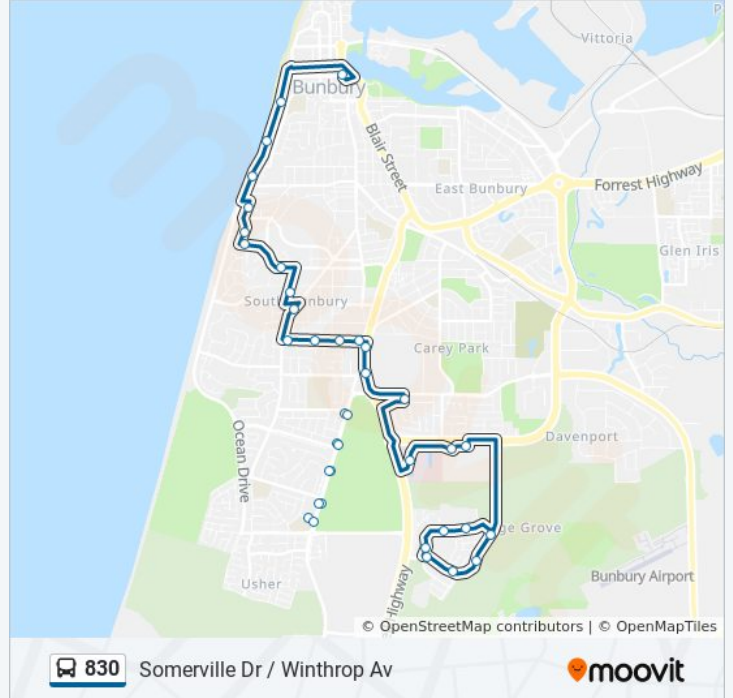 Vittoria
P
Bunbury
Blair Street
East Bunbury
Forrest Highway
Glen Iris
South Bunbury
Carey Park
Ocean Drive
Davenport
ge Grove
Usher
Highway
Bunbury Airport
© OpenStreetMap contributors | © OpenMapTiles
830 Somerville Dr / Winthrop Av moovit